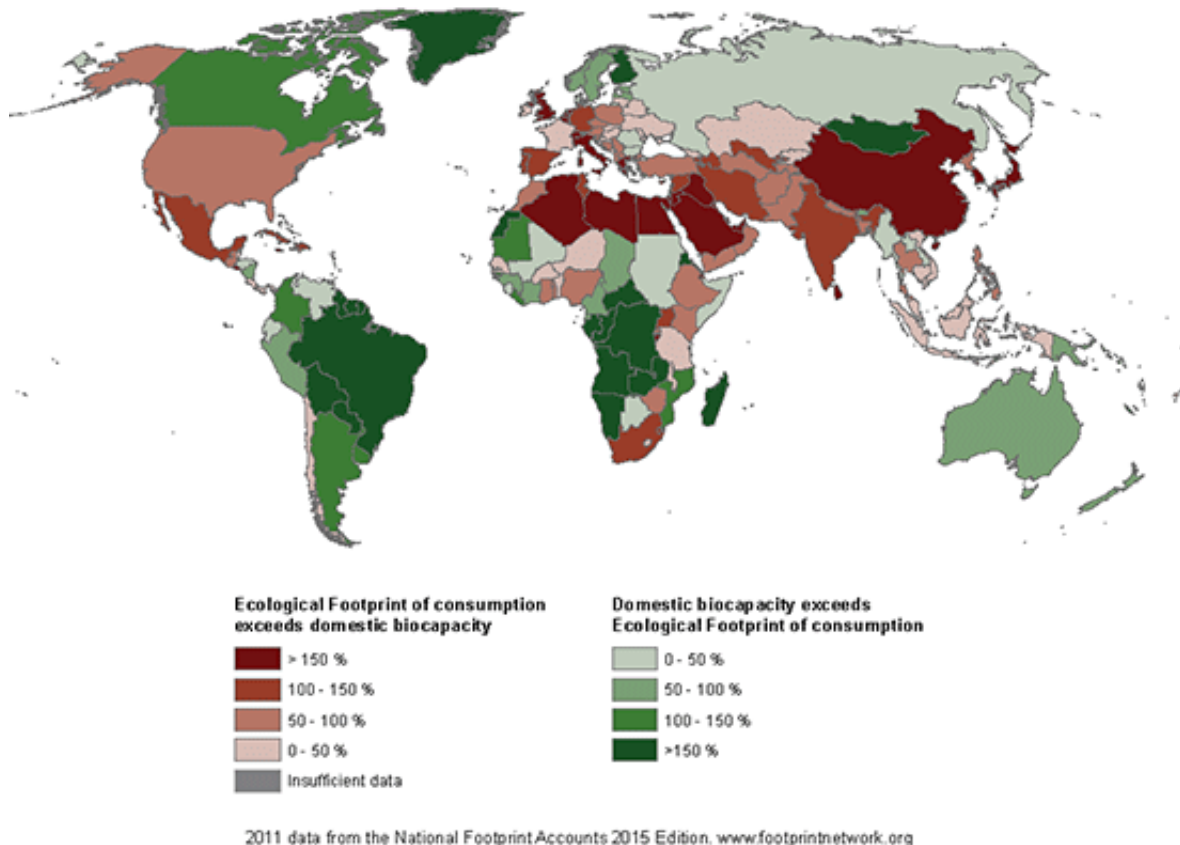 Ecological Footprint of consumption
exceeds domestic biocapacity
> 150 %
100 - 150 %
50 - 100 %
0 - 50 %
Insufficient data
Domestic biocapacity exceeds
Ecological Footprint of consumption
0 - 50 %
50 - 100 %
100 - 150 %
>150 %
2011 data from the National Footprint Accounts 2015 Edition. www.footprintnetwork.org